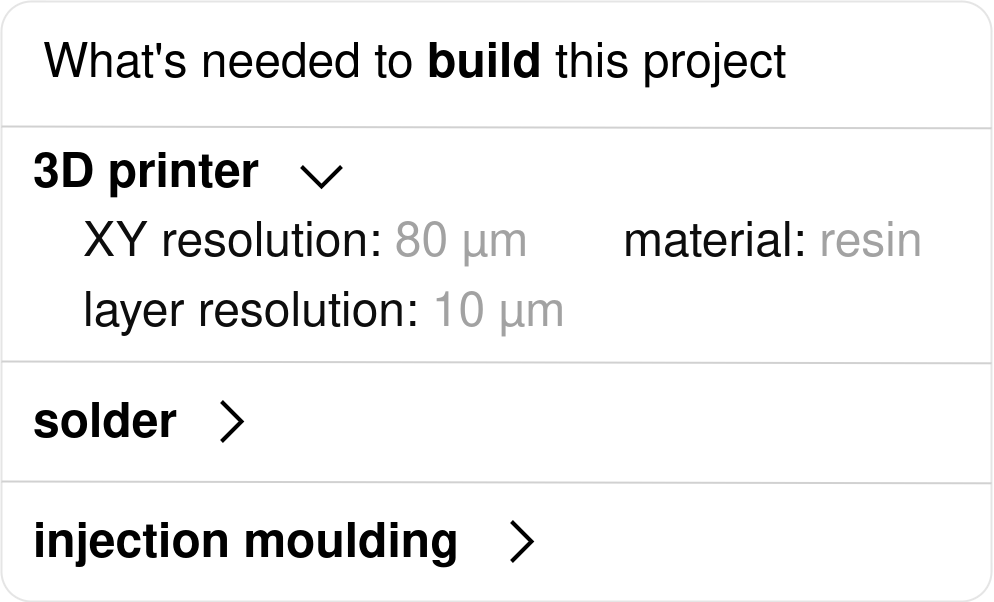 What's needed to build this project
3D printer
XY resolution: 80 µm material: resin
layer resolution: 10 µm
solder
injection moulding